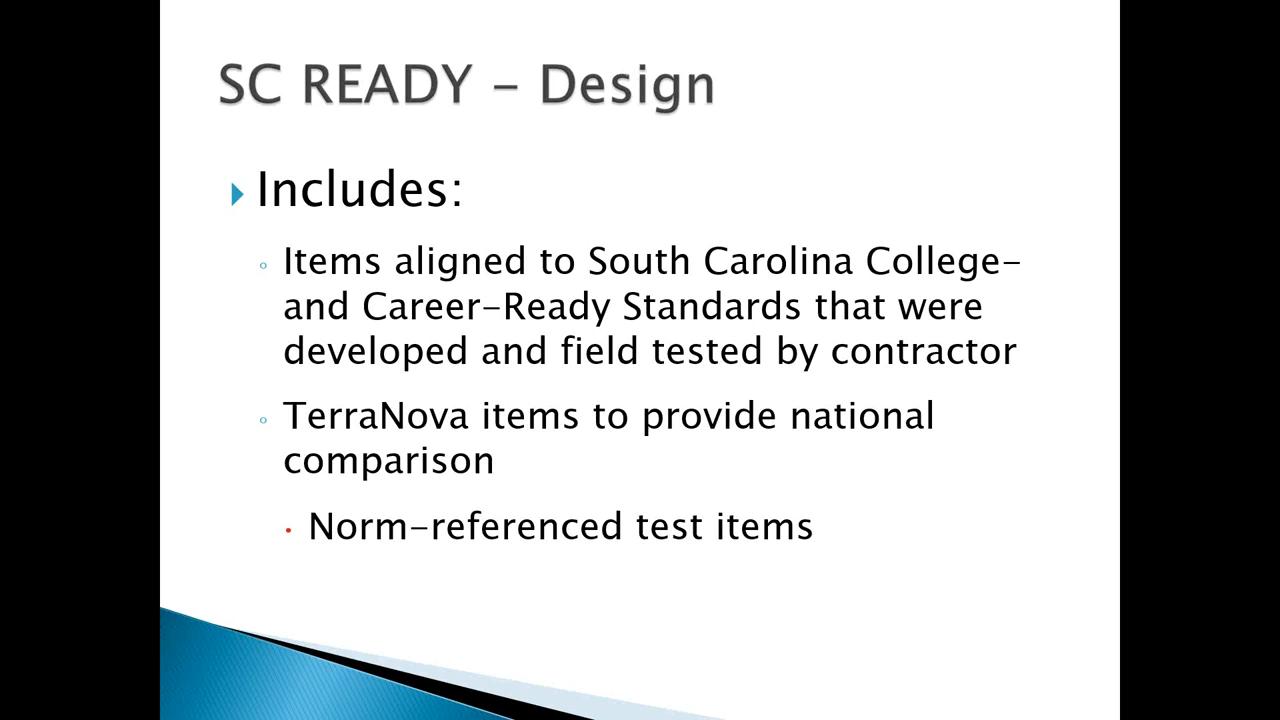 SC READY – Design
Includes:
Items aligned to South Carolina College-
and Career-Ready Standards that were
developed and field tested by contractor
TerraNova items to provide national
comparison
Norm-referenced test items